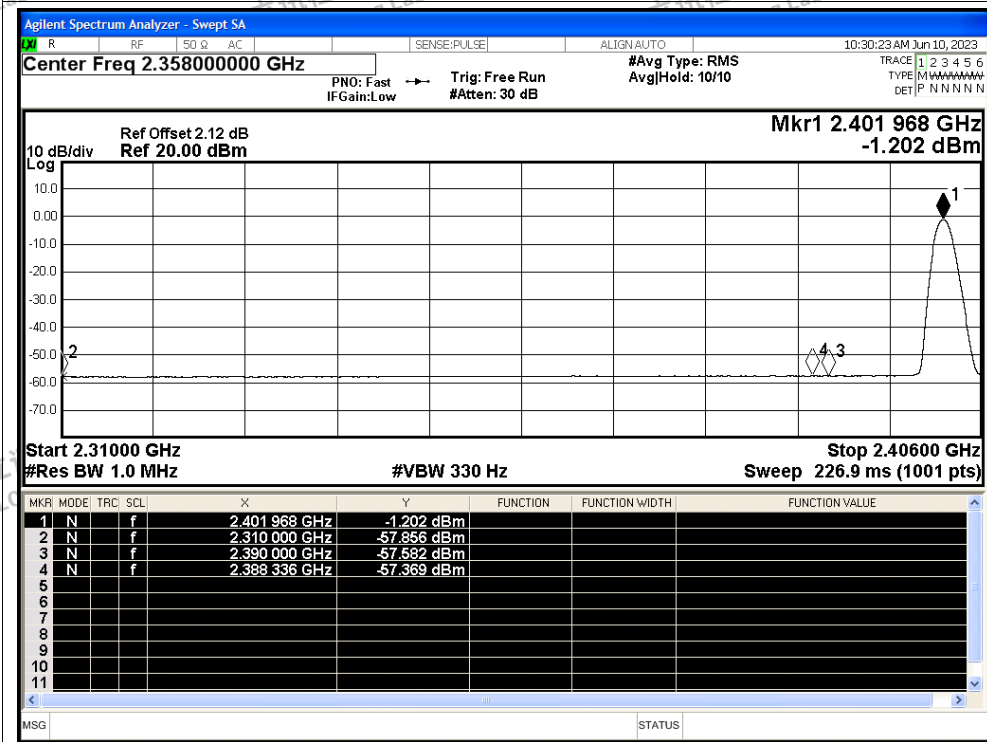 Agilent Spectrum Analyzer - Swept SA
LXI R RF 50 Ω AC SENSE:PULSE ALIGN AUTO 10:30:23 AM Jun 10, 2023
Center Freq 2.358000000 GHz #Avg Type: RMS TRACE 1 2 3 4 5 6
PNO: Fast Trig: Free Run Avg|Hold: 10/10 TYPE M
IFGain:Low #Atten: 30 dB DET P N N N N N
Mkr1 2.401 968 GHz
-1.202 dBm
Ref Offset 2.12 dB
10 dB/div Ref 20.00 dBm
Log
10.0
0.00
-10.0
-20.0
-30.0
-40.0
-50.0
-60.0
-70.0
1
2
4 3
Start 2.31000 GHz Stop 2.40600 GHz
#Res BW 1.0 MHz #VBW 330 Hz Sweep 226.9 ms (1001 pts)
MKR MODE TRC SCL X Y FUNCTION FUNCTION WIDTH FUNCTION VALUE
1 N f 2.401 968 GHz -1.202 dBm
2 N f 2.310 000 GHz -57.856 dBm
3 N f 2.390 000 GHz -57.582 dBm
4 N f 2.388 336 GHz -57.369 dBm
5
6
7
8
9
10
11
MSG STATUS